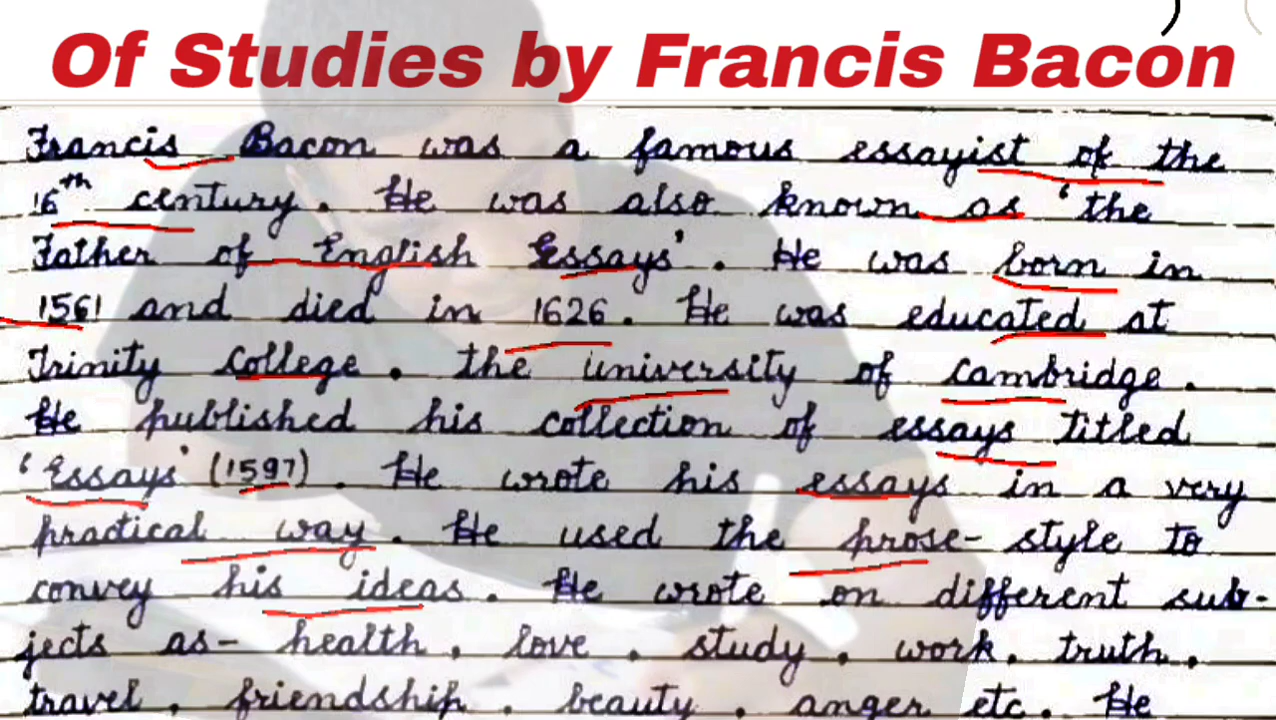 Of Studies by Francis Bacon
Francis Bacon was a famous essayist of the
16th century. He was also known as 'the
Father of English Essays'. He was born in
1561 and died in 1626. He was educated at
Trinity College. The University of Cambridge.
He published his collection of essays titled
'Essays' (1597). He wrote his essays in a very
practical way. He used the prose- style to
convey his ideas. He wrote on different sub-
jects as- health, love, study, work, truth,
travel, friendship, beauty, anger etc. He